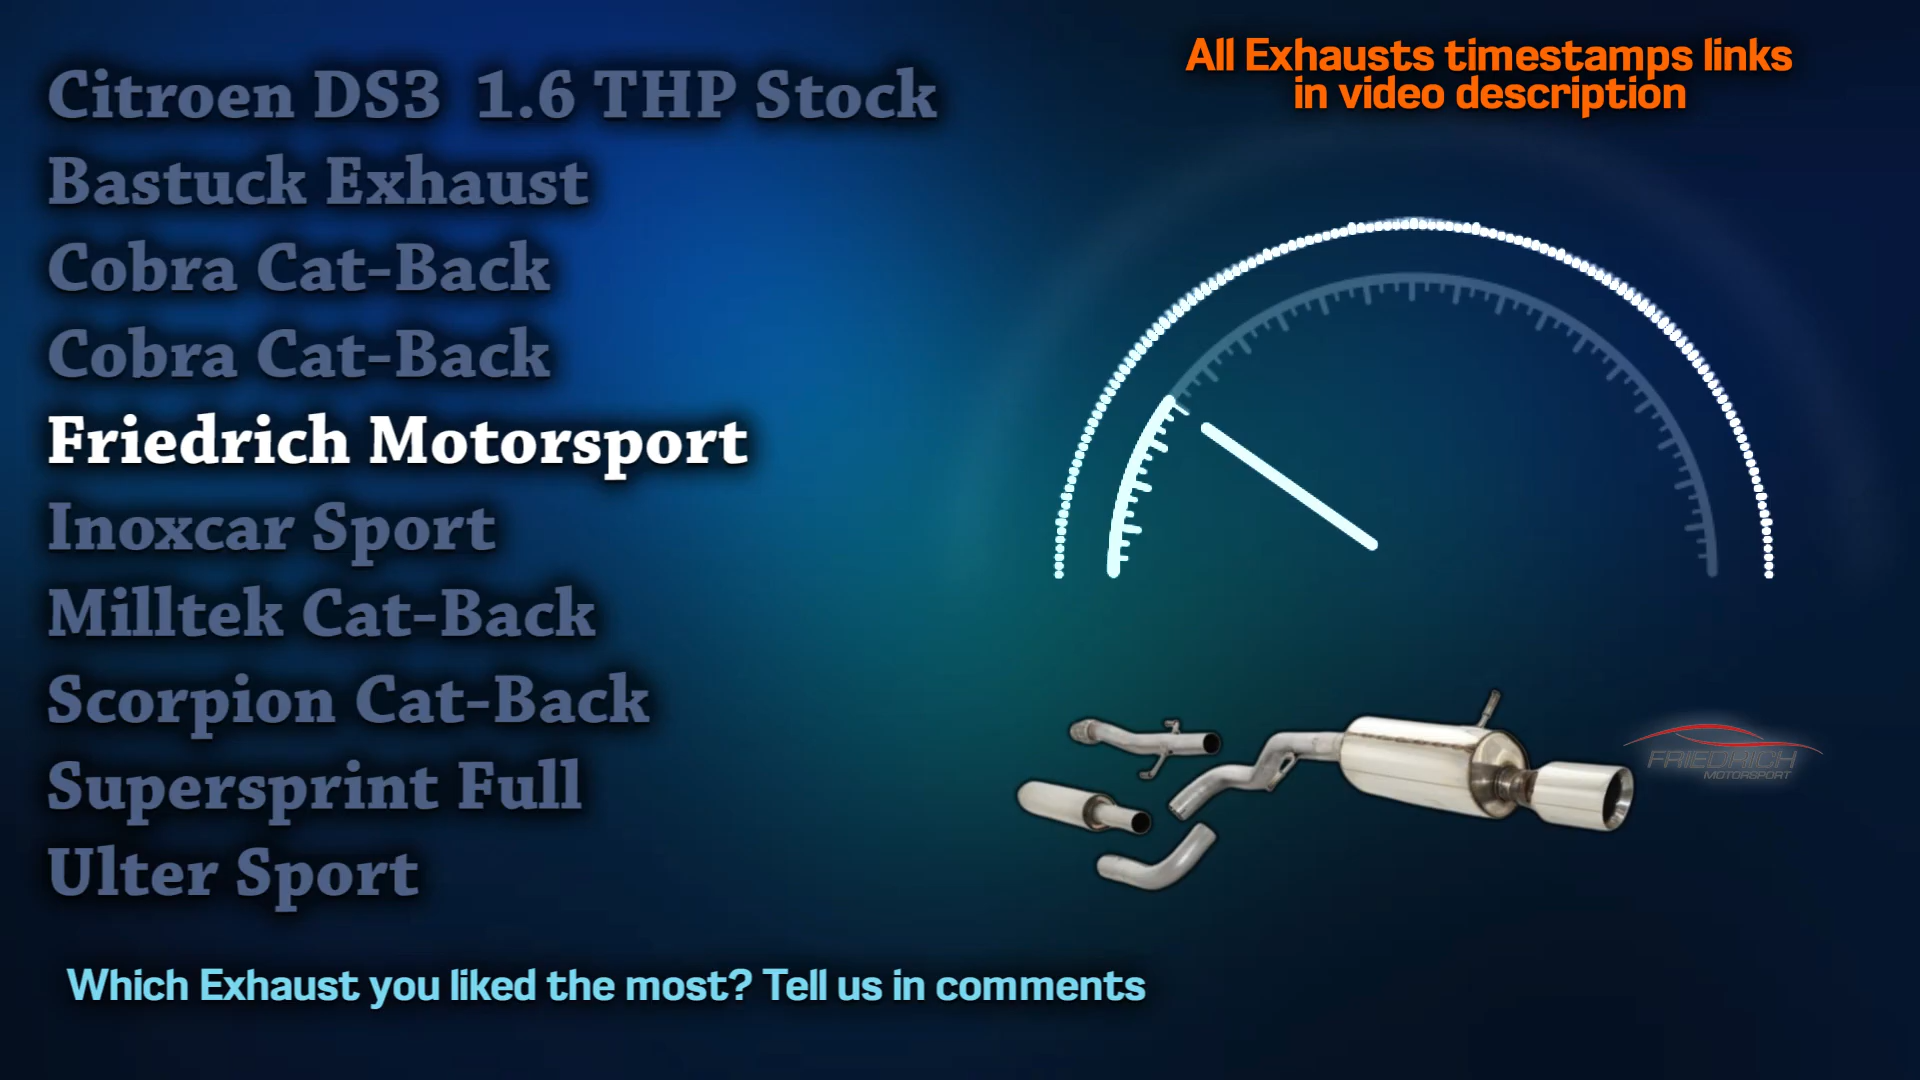 Citroen DS3 1.6 THP Stock
Bastuck Exhaust
Cobra Cat-Back
Cobra Cat-Back
Friedrich Motorsport
Inoxcar Sport
Milltek Cat-Back
Scorpion Cat-Back
Supersprint Full
Ulter Sport
Which Exhaust you liked the most? Tell us in comments
All Exhausts timestamps links
in video description
FRIEDRICH
MOTORSPORT